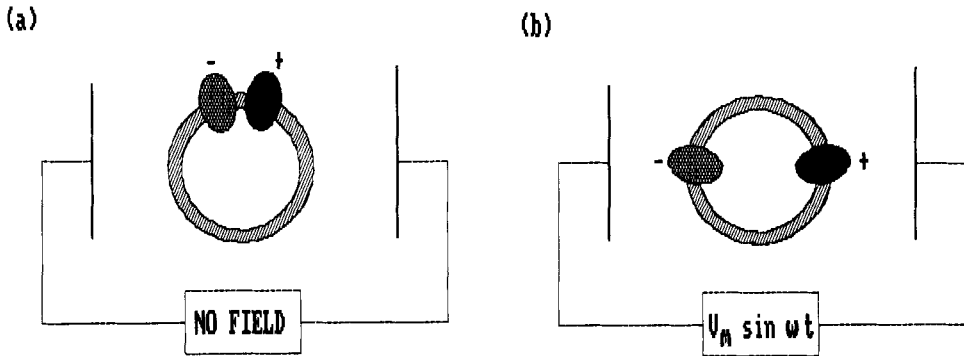 (a)
(b)
- +
- +
NO FIELD
V_m sin ωt